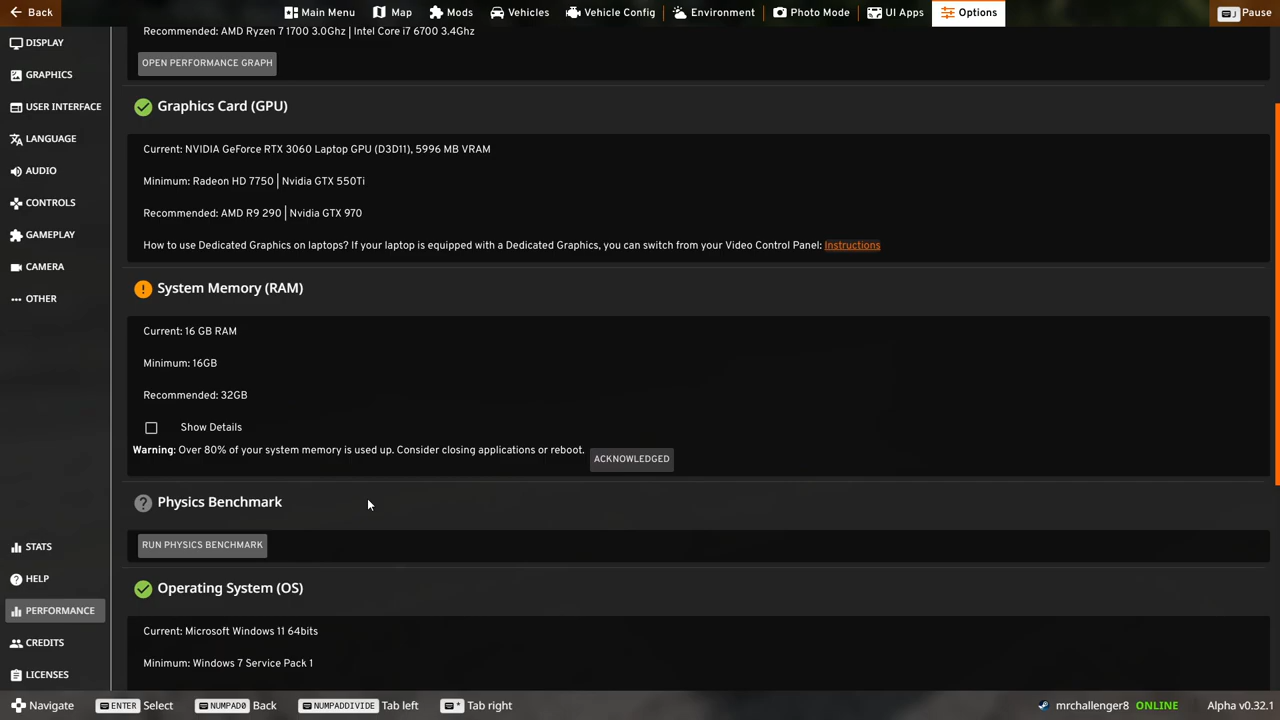 Back
Main Menu
Map
Mods
Vehicles
Vehicle Config
Environment
Photo Mode
UI Apps
Options
J
Pause
DISPLAY
GRAPHICS
USER INTERFACE
LANGUAGE
AUDIO
CONTROLS
GAMEPLAY
CAMERA
OTHER
STATS
HELP
PERFORMANCE
CREDITS
LICENSES
Recommended: AMD Ryzen 7 1700 3.0Ghz | Intel Core i7 6700 3.4Ghz
OPEN PERFORMANCE GRAPH
Graphics Card (GPU)
Current: NVIDIA GeForce RTX 3060 Laptop GPU (D3D11), 5996 MB VRAM
Minimum: Radeon HD 7750 | Nvidia GTX 550Ti
Recommended: AMD R9 290 | Nvidia GTX 970
How to use Dedicated Graphics on laptops? If your laptop is equipped with a Dedicated Graphics, you can switch from your Video Control Panel: Instructions
System Memory (RAM)
Current: 16 GB RAM
Minimum: 16GB
Recommended: 32GB
Show Details
Warning: Over 80% of your system memory is used up. Consider closing applications or reboot.
ACKNOWLEDGED
Physics Benchmark
RUN PHYSICS BENCHMARK
Operating System (OS)
Current: Microsoft Windows 11 64bits
Minimum: Windows 7 Service Pack 1
Navigate
ENTER Select
NUMPAD0 Back
NUMPADDIVIDE Tab left
* Tab right
mrchallenger8 ONLINE
Alpha v0.32.1